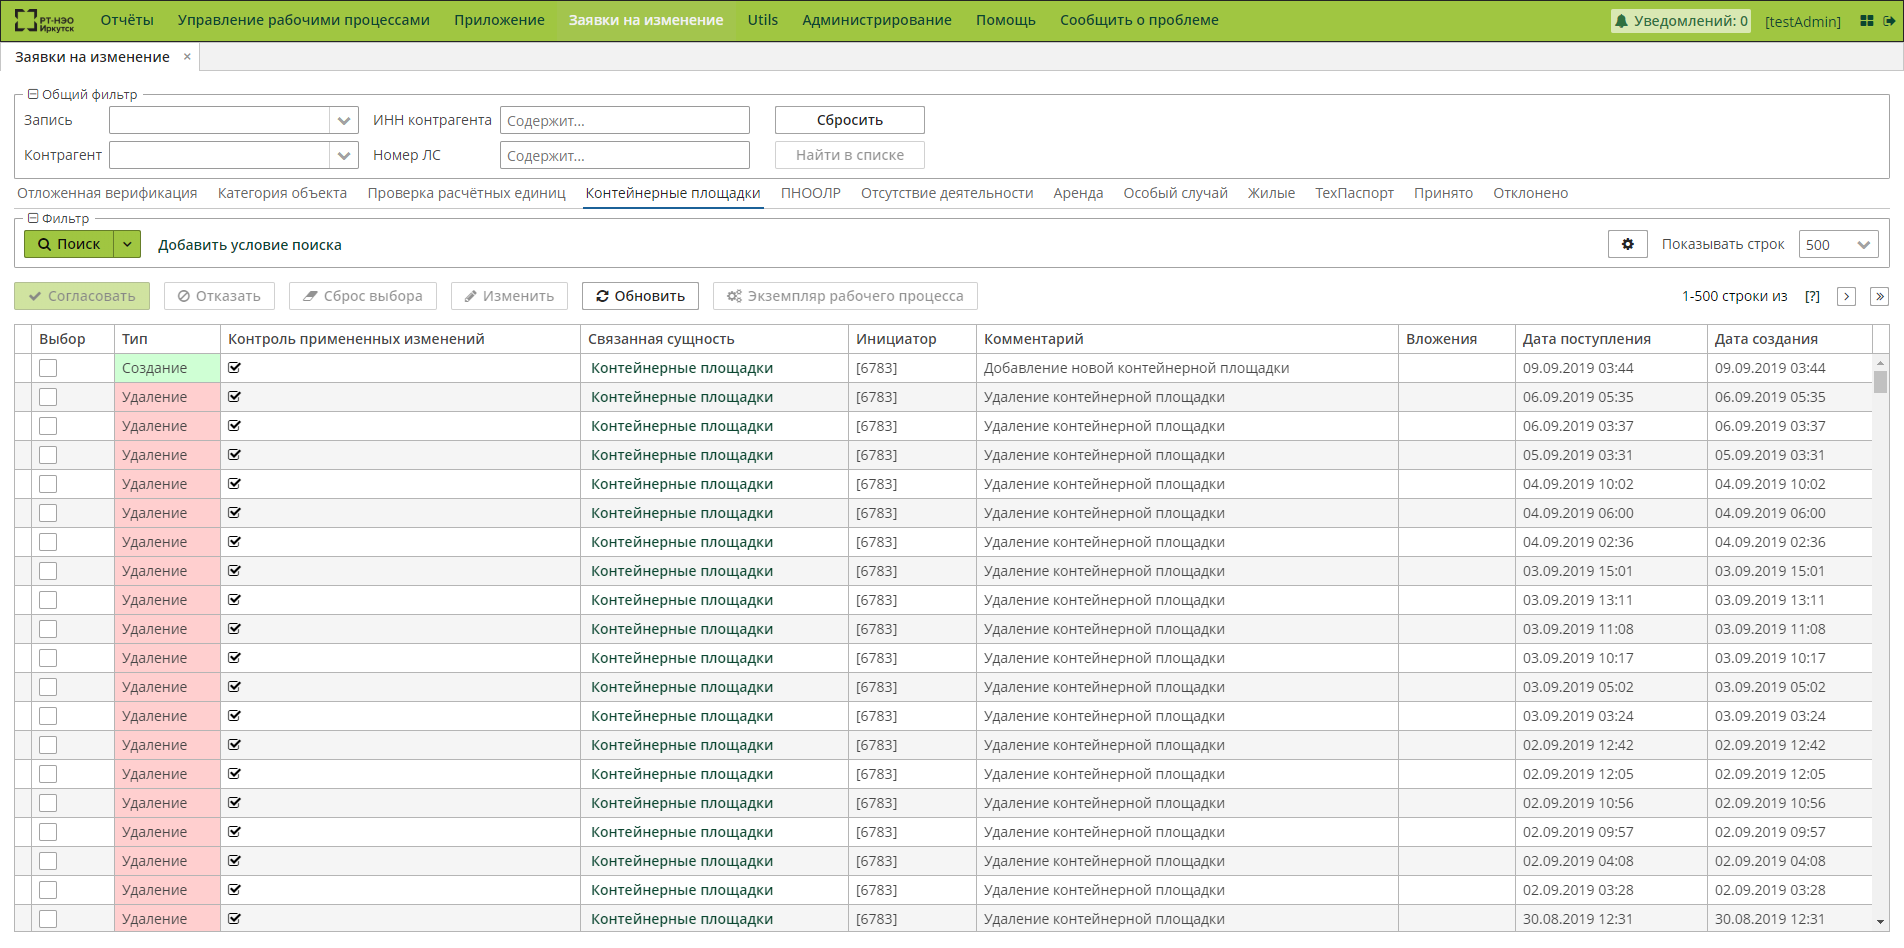 РТ-НЭО Иркутск Отчёты Управление рабочими процессами Приложение Заявки на изменение Utils Администрирование Помощь Сообщить о проблеме Уведомлений: 0 [testAdmin]
Заявки на изменение ×
Общий фильтр
Запись ИНН контрагента Содержит... Сбросить
Контрагент Номер ЛС Содержит... Найти в списке
Отложенная верификация Категория объекта Проверка расчётных единиц Контейнерные площадки ПНООЛР Отсутствие деятельности Аренда Особый случай Жилые ТехПаспорт Принято Отклонено
Фильтр
Поиск Добавить условие поиска Показывать строк 500
Согласовать Отказать Сброс выбора Изменить Обновить Экземпляр рабочего процесса 1-500 строки из [?]
Выбор Тип Контроль примененных изменений Связанная сущность Инициатор Комментарий Вложения Дата поступления Дата создания
Создание Контейнерные площадки [6783] Добавление новой контейнерной площадки 09.09.2019 03:44 09.09.2019 03:44
Удаление Контейнерные площадки [6783] Удаление контейнерной площадки 06.09.2019 05:35 06.09.2019 05:35
Удаление Контейнерные площадки [6783] Удаление контейнерной площадки 06.09.2019 03:37 06.09.2019 03:37
Удаление Контейнерные площадки [6783] Удаление контейнерной площадки 05.09.2019 03:31 05.09.2019 03:31
Удаление Контейнерные площадки [6783] Удаление контейнерной площадки 04.09.2019 10:02 04.09.2019 10:02
Удаление Контейнерные площадки [6783] Удаление контейнерной площадки 04.09.2019 06:00 04.09.2019 06:00
Удаление Контейнерные площадки [6783] Удаление контейнерной площадки 04.09.2019 02:36 04.09.2019 02:36
Удаление Контейнерные площадки [6783] Удаление контейнерной площадки 03.09.2019 15:01 03.09.2019 15:01
Удаление Контейнерные площадки [6783] Удаление контейнерной площадки 03.09.2019 13:11 03.09.2019 13:11
Удаление Контейнерные площадки [6783] Удаление контейнерной площадки 03.09.2019 11:08 03.09.2019 11:08
Удаление Контейнерные площадки [6783] Удаление контейнерной площадки 03.09.2019 10:17 03.09.2019 10:17
Удаление Контейнерные площадки [6783] Удаление контейнерной площадки 03.09.2019 05:02 03.09.2019 05:02
Удаление Контейнерные площадки [6783] Удаление контейнерной площадки 03.09.2019 03:24 03.09.2019 03:24
Удаление Контейнерные площадки [6783] Удаление контейнерной площадки 02.09.2019 12:42 02.09.2019 12:42
Удаление Контейнерные площадки [6783] Удаление контейнерной площадки 02.09.2019 12:05 02.09.2019 12:05
Удаление Контейнерные площадки [6783] Удаление контейнерной площадки 02.09.2019 10:56 02.09.2019 10:56
Удаление Контейнерные площадки [6783] Удаление контейнерной площадки 02.09.2019 09:57 02.09.2019 09:57
Удаление Контейнерные площадки [6783] Удаление контейнерной площадки 02.09.2019 04:08 02.09.2019 04:08
Удаление Контейнерные площадки [6783] Удаление контейнерной площадки 02.09.2019 03:28 02.09.2019 03:28
Удаление Контейнерные площадки [6783] Удаление контейнерной площадки 30.08.2019 12:31 30.08.2019 12:31